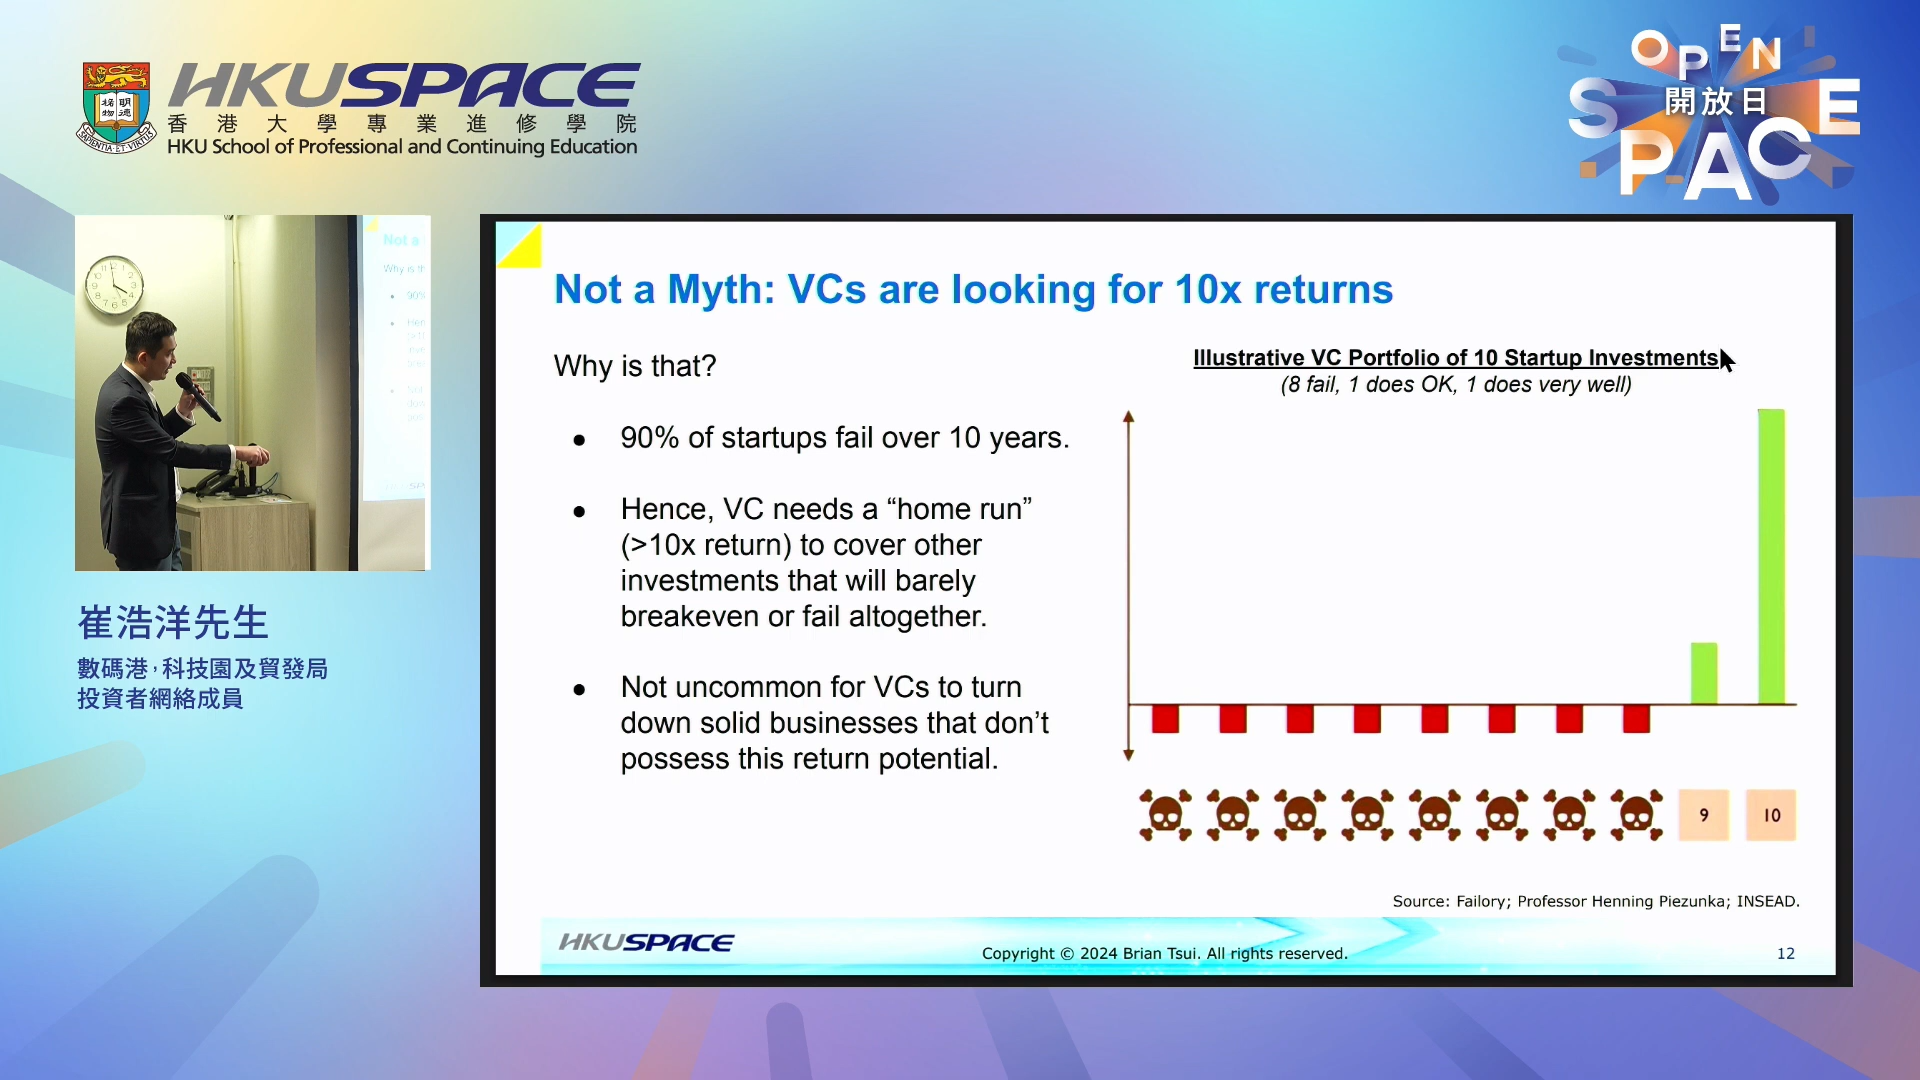 HKUSPACE
香港大學專業進修學院
HKU School of Professional and Continuing Education
OPEN
開放日
SPACE
崔浩洋先生
數碼港,科技園及貿發局
投資者網絡成員
Not a Myth: VCs are looking for 10x returns
Why is that?
● 90% of startups fail over 10 years.
● Hence, VC needs a “home run”
(>10x return) to cover other
investments that will barely
breakeven or fail altogether.
● Not uncommon for VCs to turn
down solid businesses that don’t
possess this return potential.
Illustrative VC Portfolio of 10 Startup Investments
(8 fail, 1 does OK, 1 does very well)
9
10
Source: Failory; Professor Henning Piezunka; INSEAD.
HKUSPACE
Copyright © 2024 Brian Tsui. All rights reserved.
12